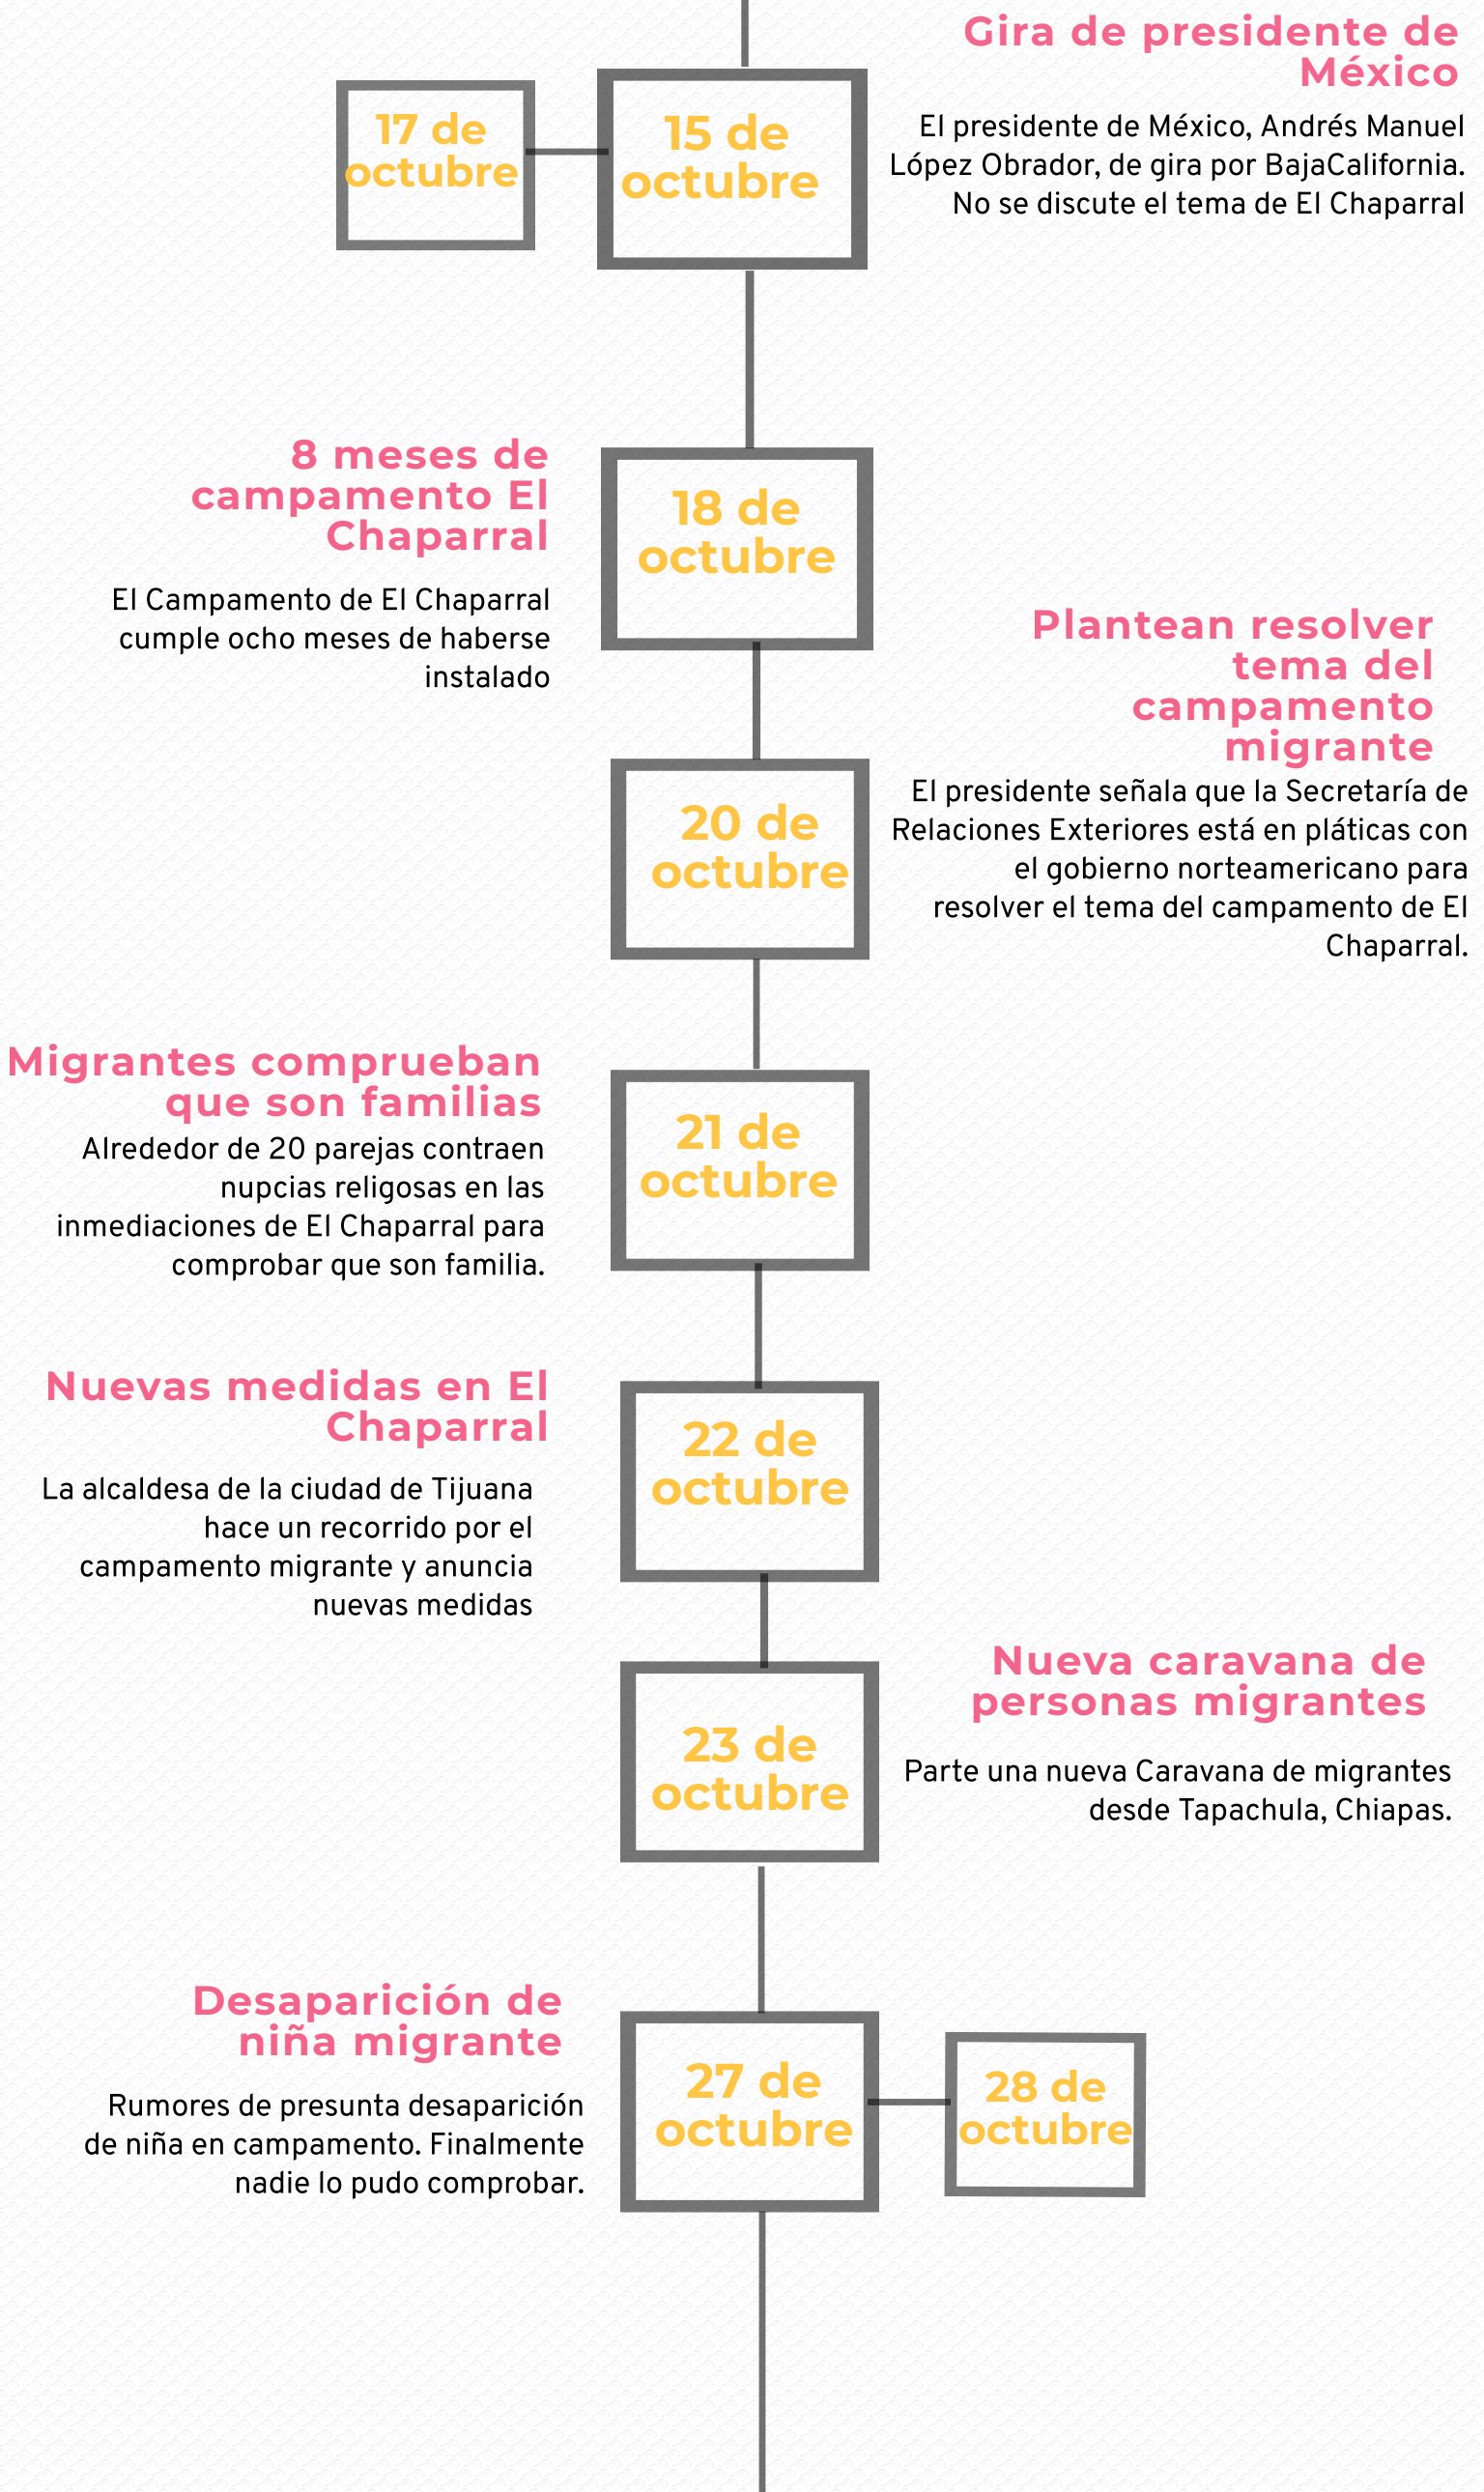 Gira de presidente de
México
El presidente de México, Andrés Manuel
López Obrador, de gira por BajaCalifornia.
No se discute el tema de El Chaparral
17 de
octubre
15 de
octubre
8 meses de
campamento El
Chaparral
El Campamento de El Chaparral
cumple ocho meses de haberse
instalado
18 de
octubre
Plantean resolver
tema del
campamento
migrante
El presidente señala que la Secretaría de
Relaciones Exteriores está en pláticas con
el gobierno norteamericano para
resolver el tema del campamento de El
Chaparral.
20 de
octubre
Migrantes comprueban
que son familias
Alrededor de 20 parejas contraen
nupcias religosas en las
inmediaciones de El Chaparral para
comprobar que son familia.
21 de
octubre
Nuevas medidas en El
Chaparral
La alcaldesa de la ciudad de Tijuana
hace un recorrido por el
campamento migrante y anuncia
nuevas medidas
22 de
octubre
Nueva caravana de
personas migrantes
Parte una nueva Caravana de migrantes
desde Tapachula, Chiapas.
23 de
octubre
Desaparición de
niña migrante
Rumores de presunta desaparición
de niña en campamento. Finalmente
nadie lo pudo comprobar.
27 de
octubre
28 de
octubre